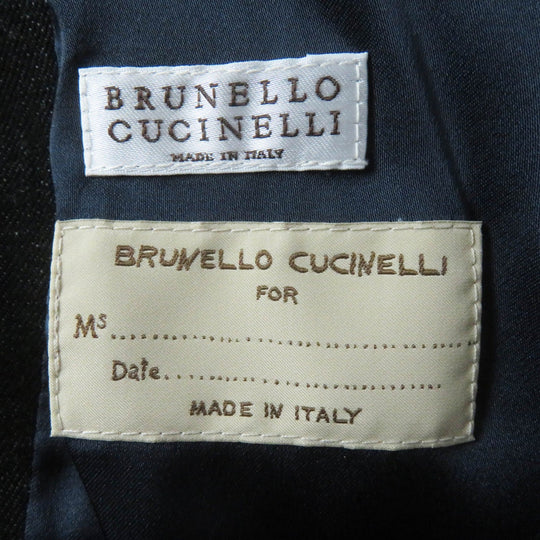 BRUNELLO
CUCINELLI
MADE IN ITALY
BRUNELLO CUCINELLI
FOR
Ms.............................................
Date..............................
MADE IN ITALY